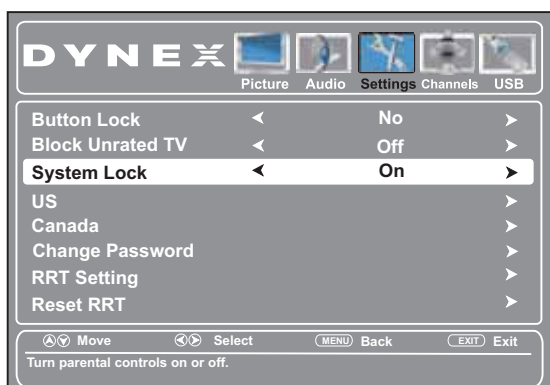 DYNEX
Picture Audio Settings Channels USB
Button Lock No
Block Unrated TV Off
System Lock On
US
Canada
Change Password
RRT Setting
Reset RRT
Move Select MENU Back EXIT Exit
Turn parental controls on or off.